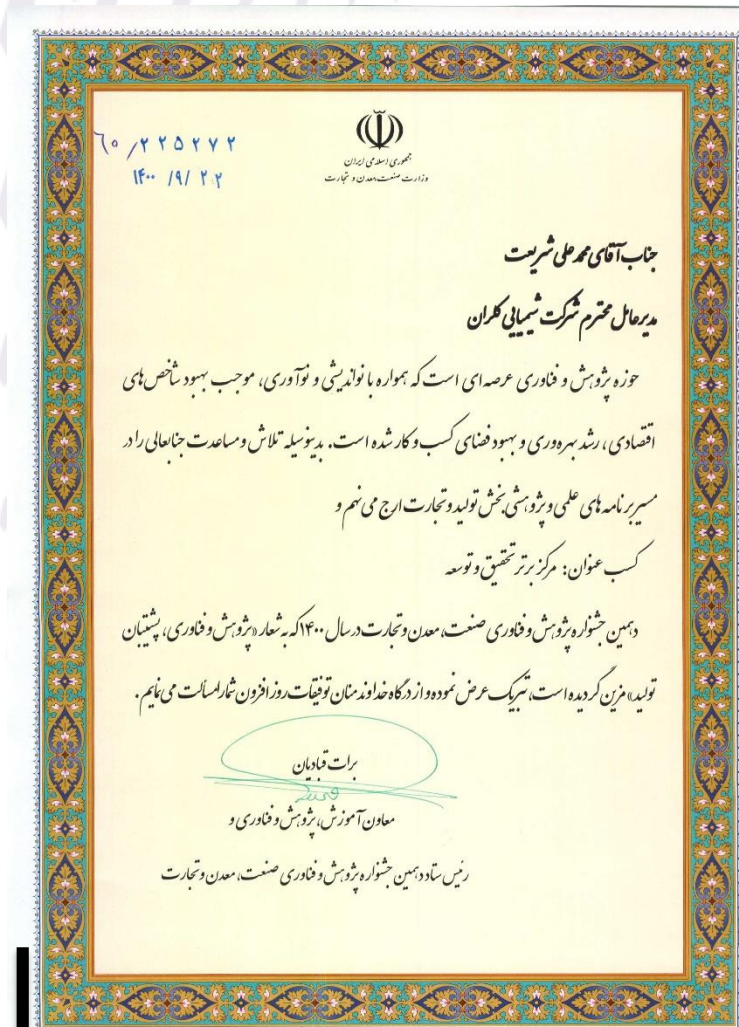 ۶۰/۲۲۵۲۷۲
۱۴۰۰/۹/۲۲
جمهوری اسلامی ایران
وزارت صنعت، معدن و تجارت
جناب آقای محمد علی شریعت
مدیرعامل محترم شرکت شیمیایی کلران
حوزه پژوهش و فناوری عرصه ای است که همواره با نواندیشی و نوآوری، موجب بهبود شاخص های
اقتصادی، رشد بهره وری و بهبود فضای کسب و کار شده است. بدینوسیله تلاش و مساعدت جنابعالی را در
مسیر برنامه های علمی و پژوهشی بخش تولید و تجارت ارج می نهم و
کسب عنوان: مرکز برتر تحقیق و توسعه
دهمین جشنواره پژوهش و فناوری صنعت، معدن و تجارت در سال ۱۴۰۰ که به شعار «پژوهش و فناوری، پشتیبان
تولید» مزین گردیده است، تبریک عرض نموده و از درگاه خداوند منان توفیقات روز افزون شما را مسألت می نمایم.
برات قبادیان
معاون آموزش، پژوهش و فناوری و
رئیس ستاد دهمین جشنواره پژوهش و فناوری صنعت، معدن و تجارت